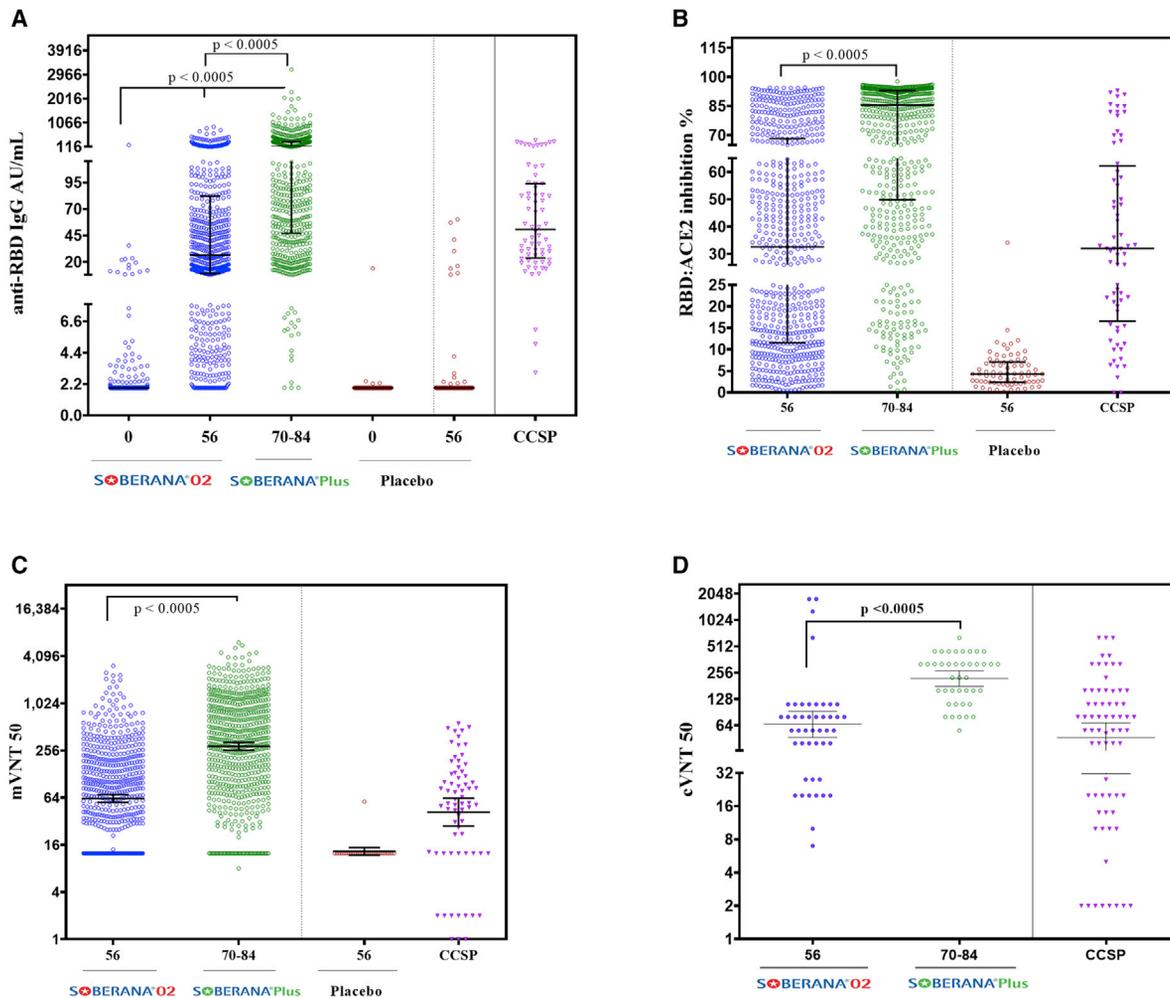 A
p < 0.0005
p < 0.0005
anti-RBD IgG AU/mL
3916
2966
2016
1066
116
95
70
45
20
6.6
4.4
2.2
0.0
0 56 70-84 0 56 CCSP
SOBERANA®02 SOBERANA®Plus Placebo
B
p < 0.0005
RBD:ACE2 inhibition %
115
100
85
70
60
50
40
30
25
20
15
10
5
0
56 70-84 56 CCSP
SOBERANA®02 SOBERANA®Plus Placebo
C
p < 0.0005
mVNT 50
16,384
4,096
1,024
256
64
16
4
1
56 70-84 56 CCSP
SOBERANA®02 SOBERANA®Plus Placebo
D
p <0.0005
cVNT 50
2048
1024
512
256
128
64
32
16
8
4
2
1
56 70-84 CCSP
SOBERANA®02 SOBERANA®Plus